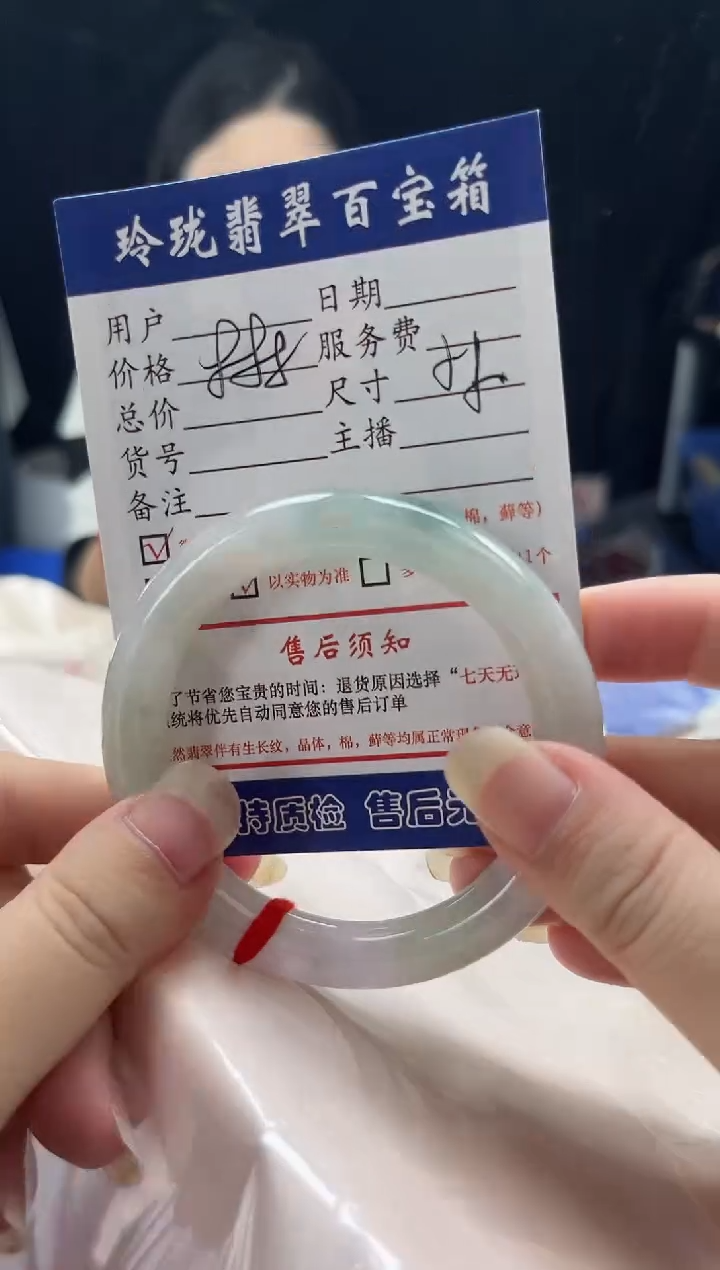 玲珑翡翠百宝箱
用户 日期
价格 服务费
总价 尺寸
货号 主播
备注
棉，藓等）
以实物为准 1个
售后须知
了节省您宝贵的时间：退货原因选择“七天无
统将优先自动同意您的售后订单
然翡翠伴有生长纹，晶体，棉，藓等均属正常现
持质检 售后无